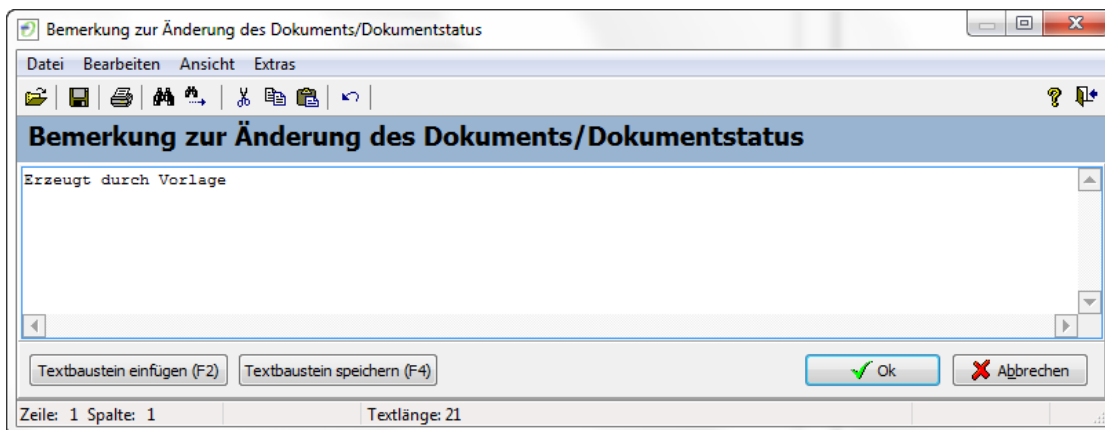 Bemerkung zur Änderung des Dokuments/Dokumentstatus
Datei Bearbeiten Ansicht Extras
Bemerkung zur Änderung des Dokuments/Dokumentstatus
Erzeugt durch Vorlage
Textbaustein einfügen (F2) Textbaustein speichern (F4) Ok Abbrechen
Zeile: 1 Spalte: 1 Textlänge: 21